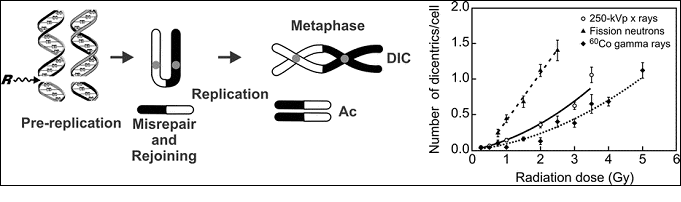 Metaphase
DIC
R
Replication
Ac
Pre-replication
Misrepair
and
Rejoining
Number of dicentrics/cell
2.0
1.5
1.0
0.5
0.0
250-kVp x rays
Fission neutrons
60Co gamma rays
0 1 2 3 4 5 6
Radiation dose (Gy)